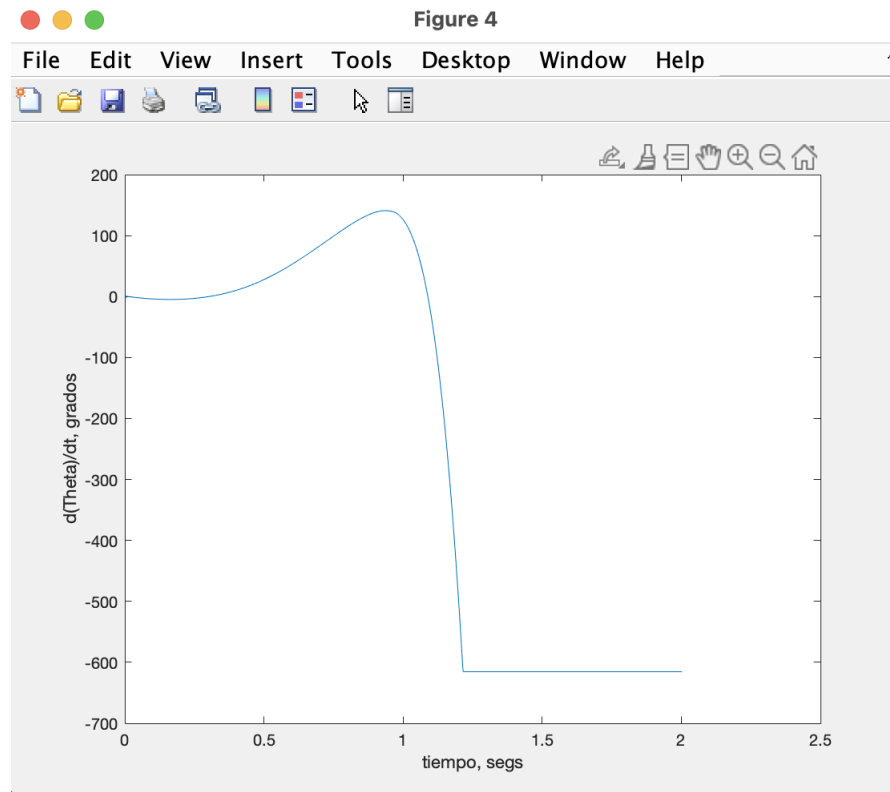 Figure 4
File Edit View Insert Tools Desktop Window Help
200
100
0
-100
-200
-300
-400
-500
-600
-700
d(Theta)/dt, grados
0 0.5 1 1.5 2 2.5
tiempo, segs